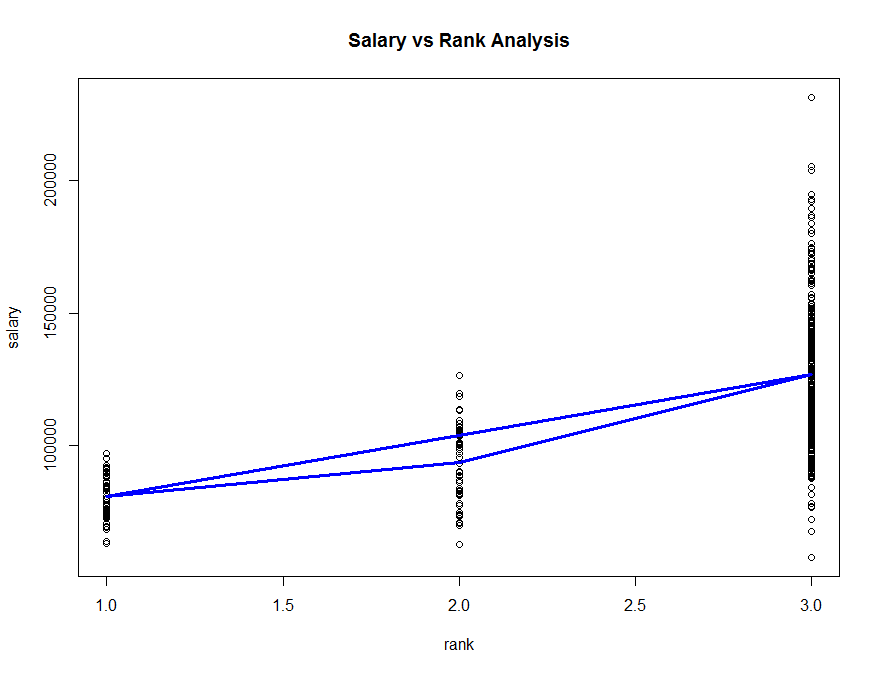 Salary vs Rank Analysis
200000
150000
100000
salary
1.0 1.5 2.0 2.5 3.0
rank